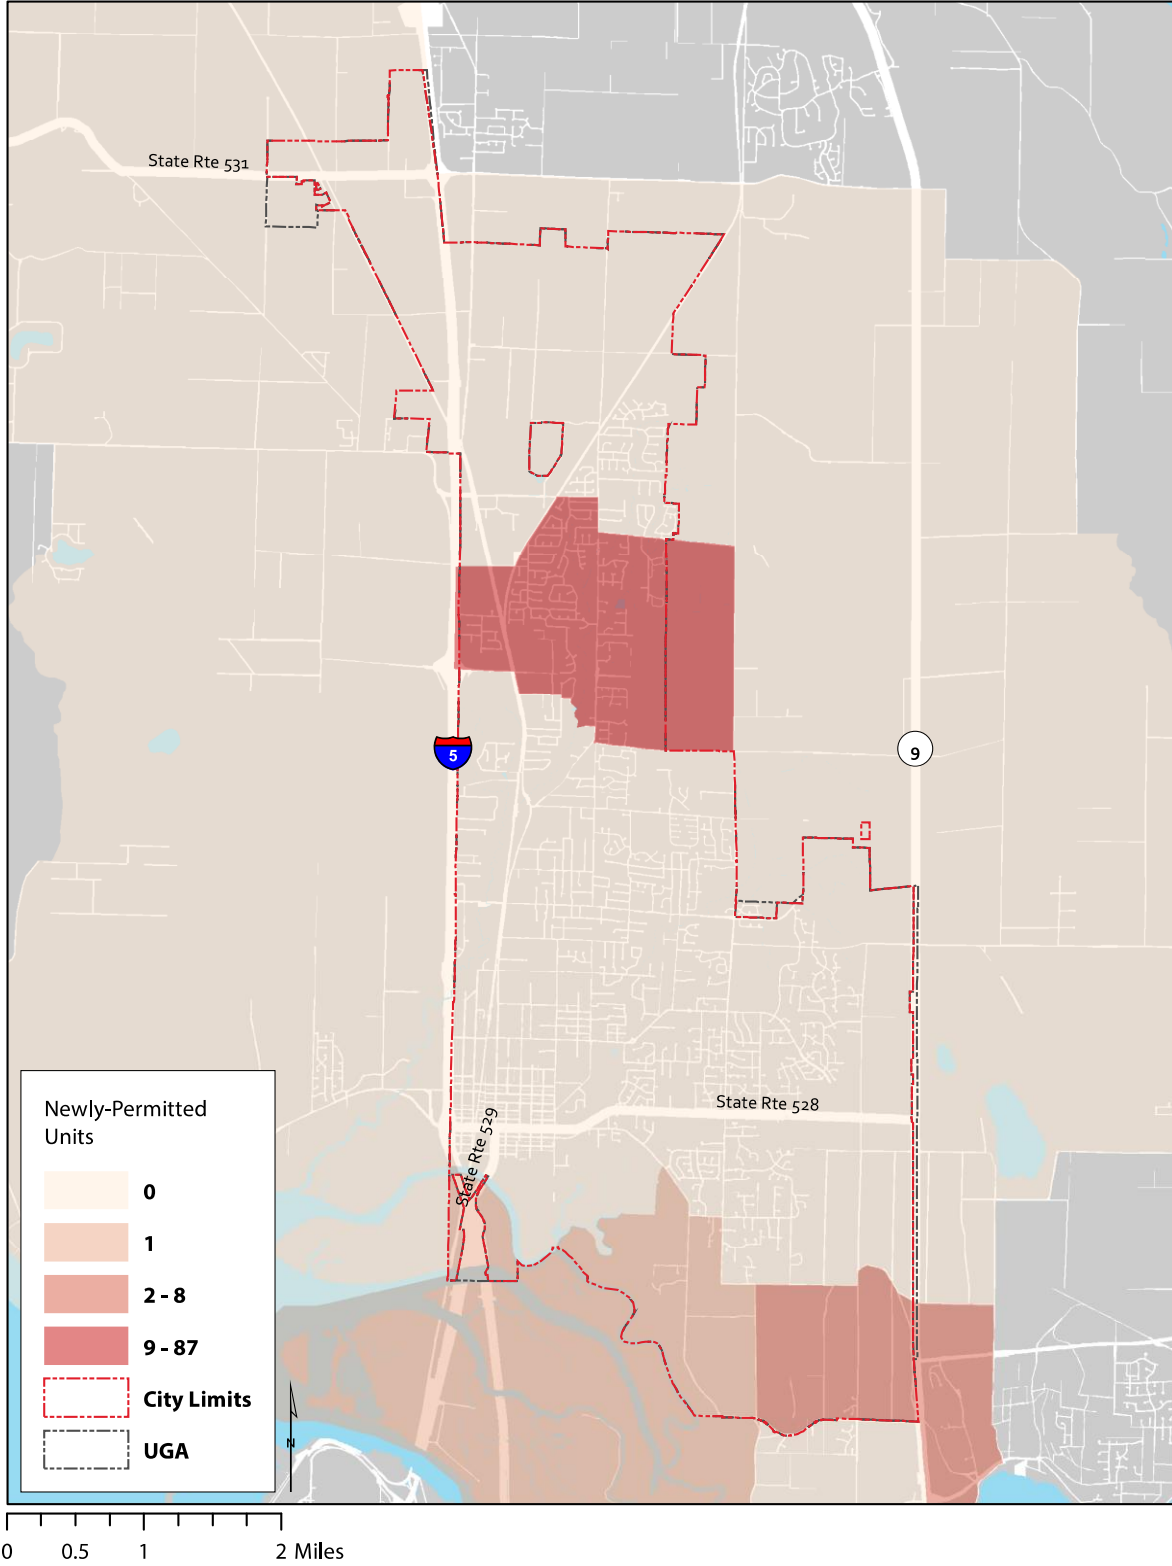 State Rte 531
5
9
State Rte 528
State Rte 529
Newly-Permitted
Units
0
1
2 - 8
9 - 87
City Limits
UGA
N
0 0.5 1 2 Miles